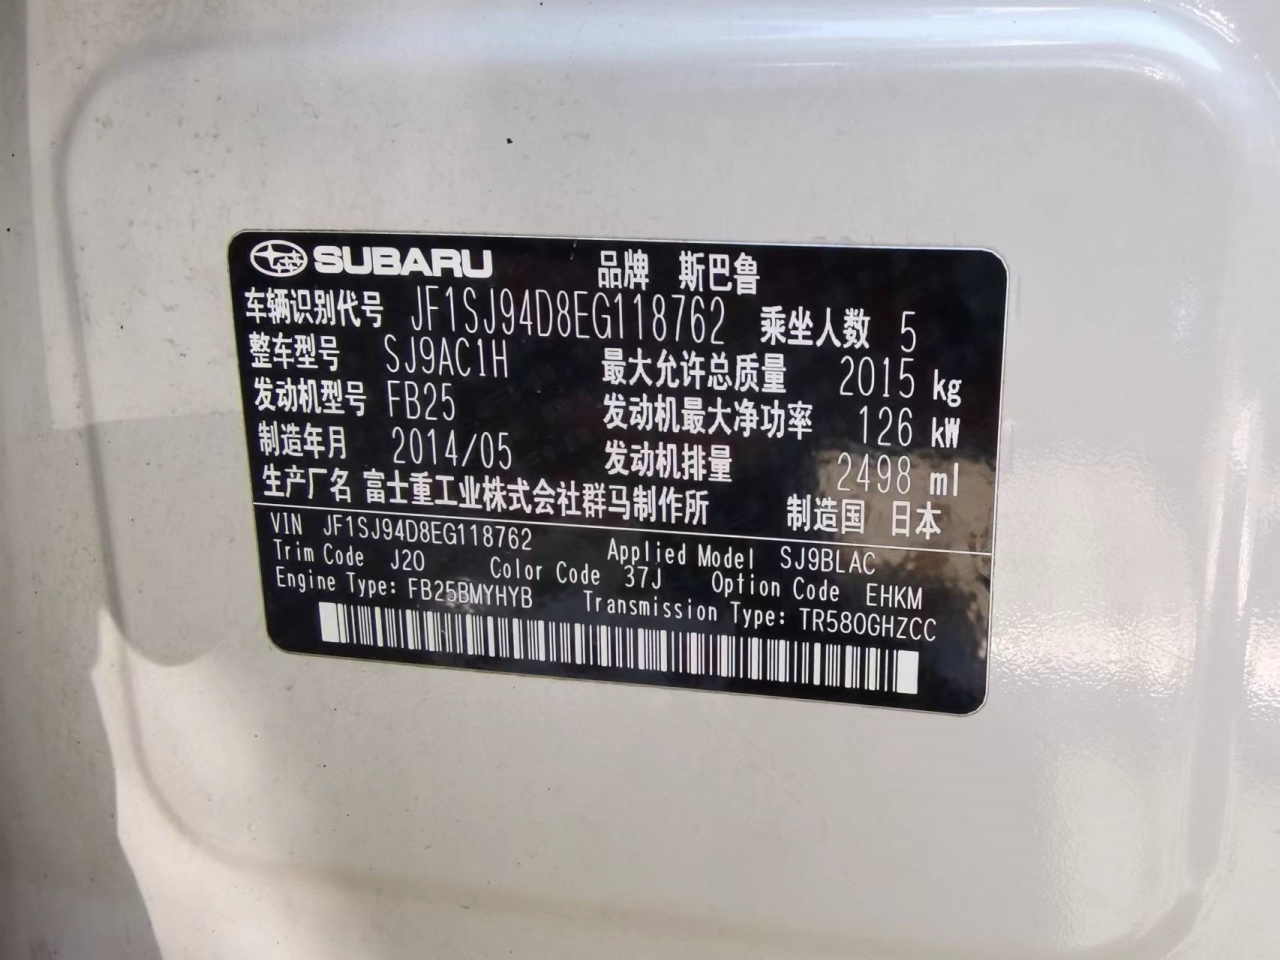 SUBARU 品牌 斯巴鲁
车辆识别代号 JF1SJ94D8EG118762 乘坐人数 5
整车型号 SJ9AC1H 最大允许总质量 2015 kg
发动机型号 FB25 发动机最大净功率 126 kW
制造年月 2014/05 发动机排量 2498 ml
生产厂名 富士重工业株式会社群马制作所 制造国 日本
VIN JF1SJ94D8EG118762 Applied Model SJ9BLAC
Trim Code J20 Color Code 37J Option Code EHKM
Engine Type: FB25BMYHYB Transmission Type: TR580GHZCC